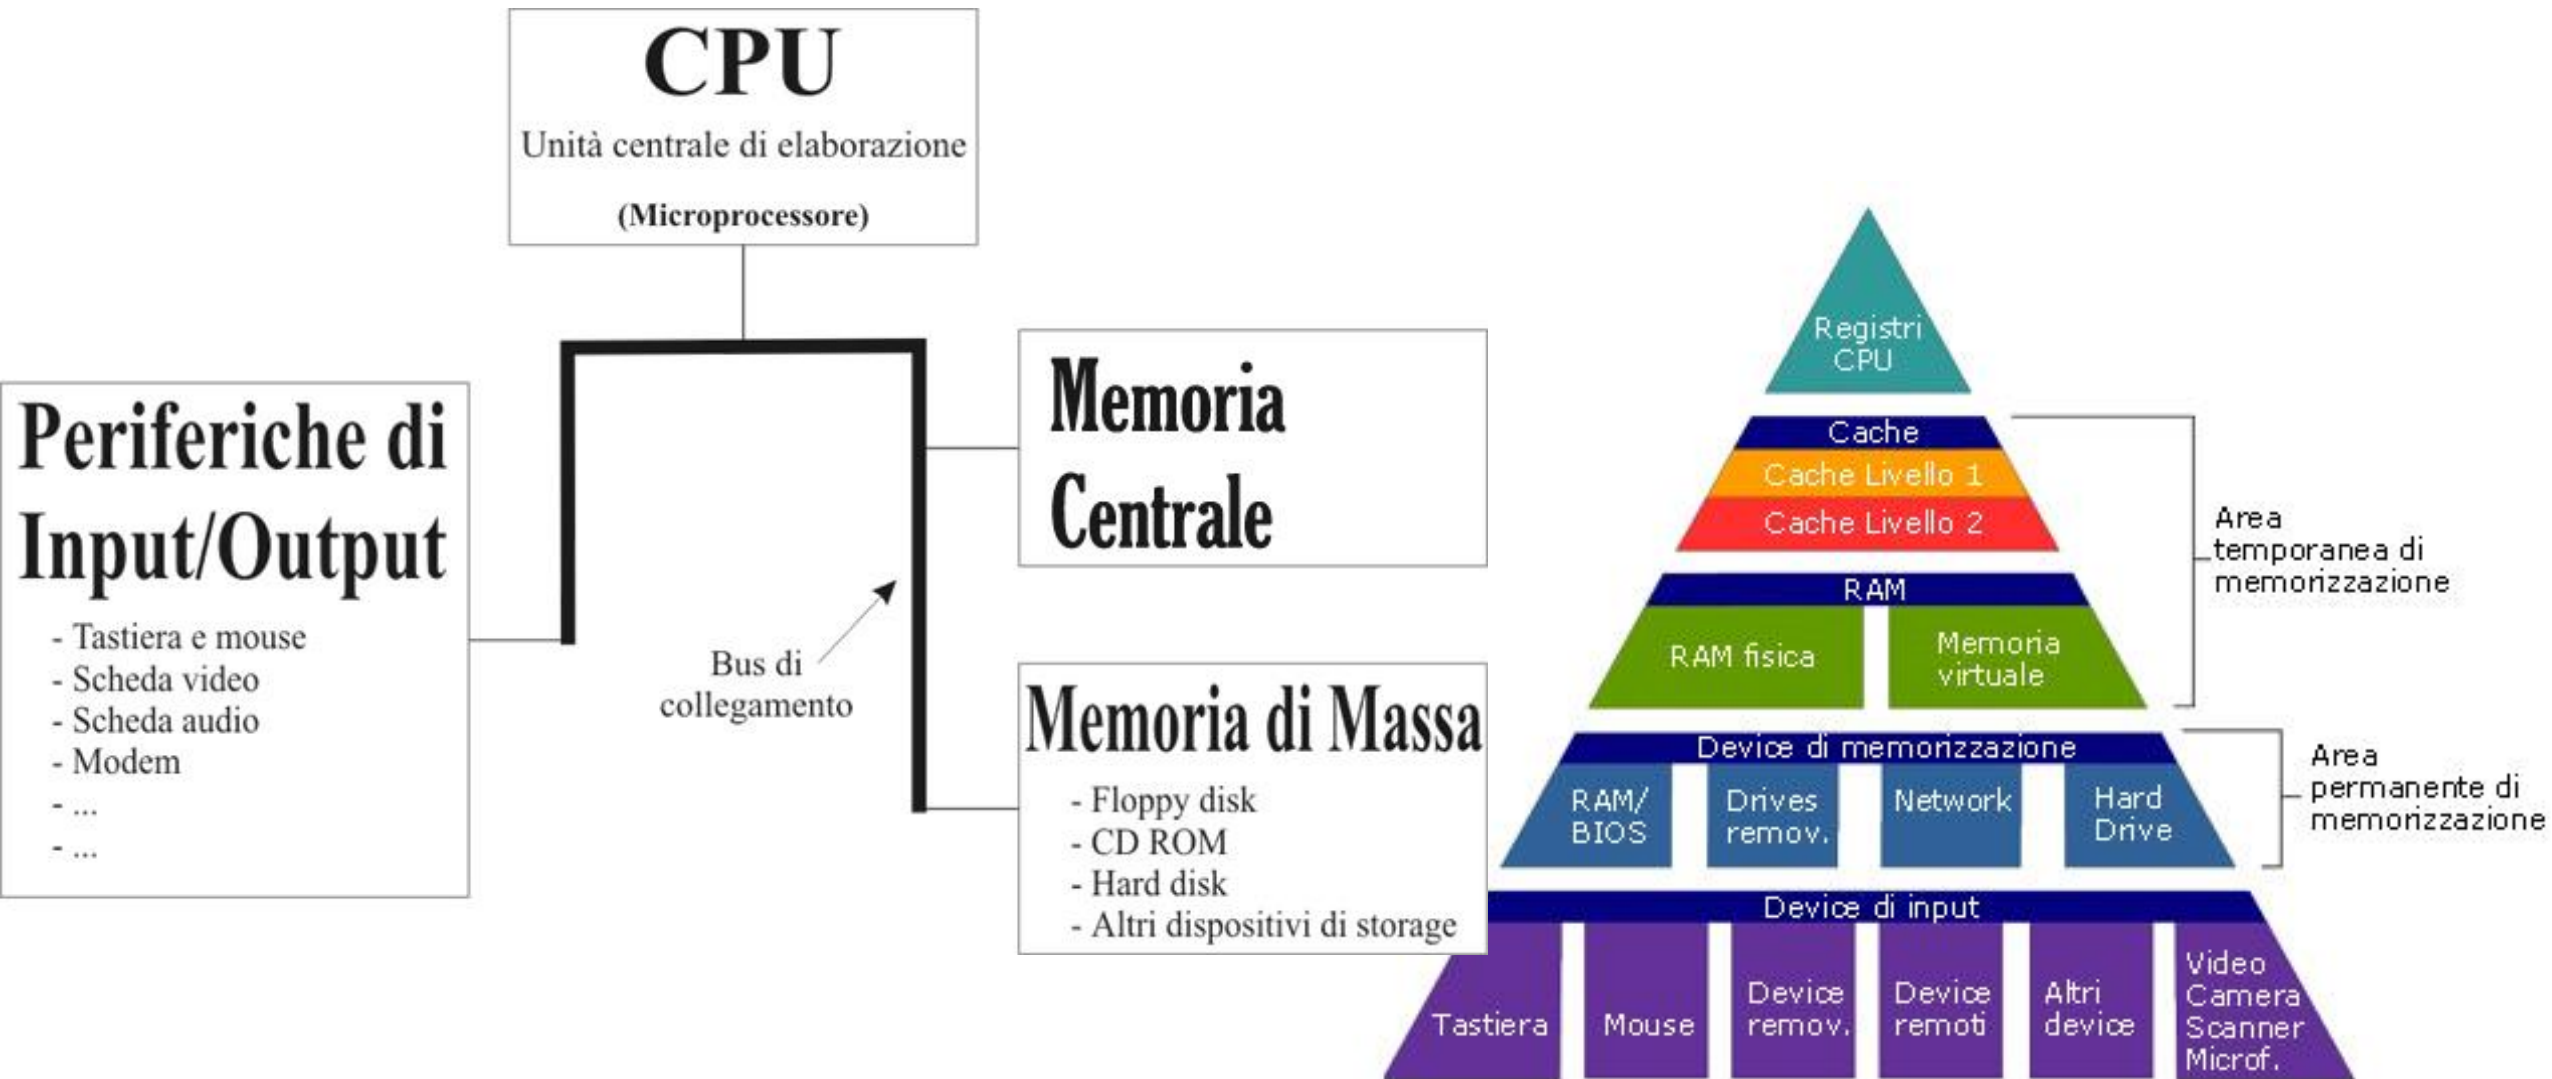 CPU
Unità centrale di elaborazione
(Microprocessore)
Periferiche di
Input/Output
- Tastiera e mouse
- Scheda video
- Scheda audio
- Modem
- ...
- ...
Bus di
collegamento
Memoria
Centrale
Memoria di Massa
- Floppy disk
- CD ROM
- Hard disk
- Altri dispositivi di storage
Registri
CPU
Cache
Cache Livello 1
Cache Livello 2
RAM
RAM fisica
Memoria
virtuale
Area
temporanea di
memorizzazione
Device di memorizzazione
RAM/
BIOS
Drives
remov.
Network
Hard
Drive
Area
permanente di
memorizzazione
Device di input
Tastiera
Mouse
Device
remov.
Device
remoti
Altri
device
Video
Camera
Scanner
Microf.